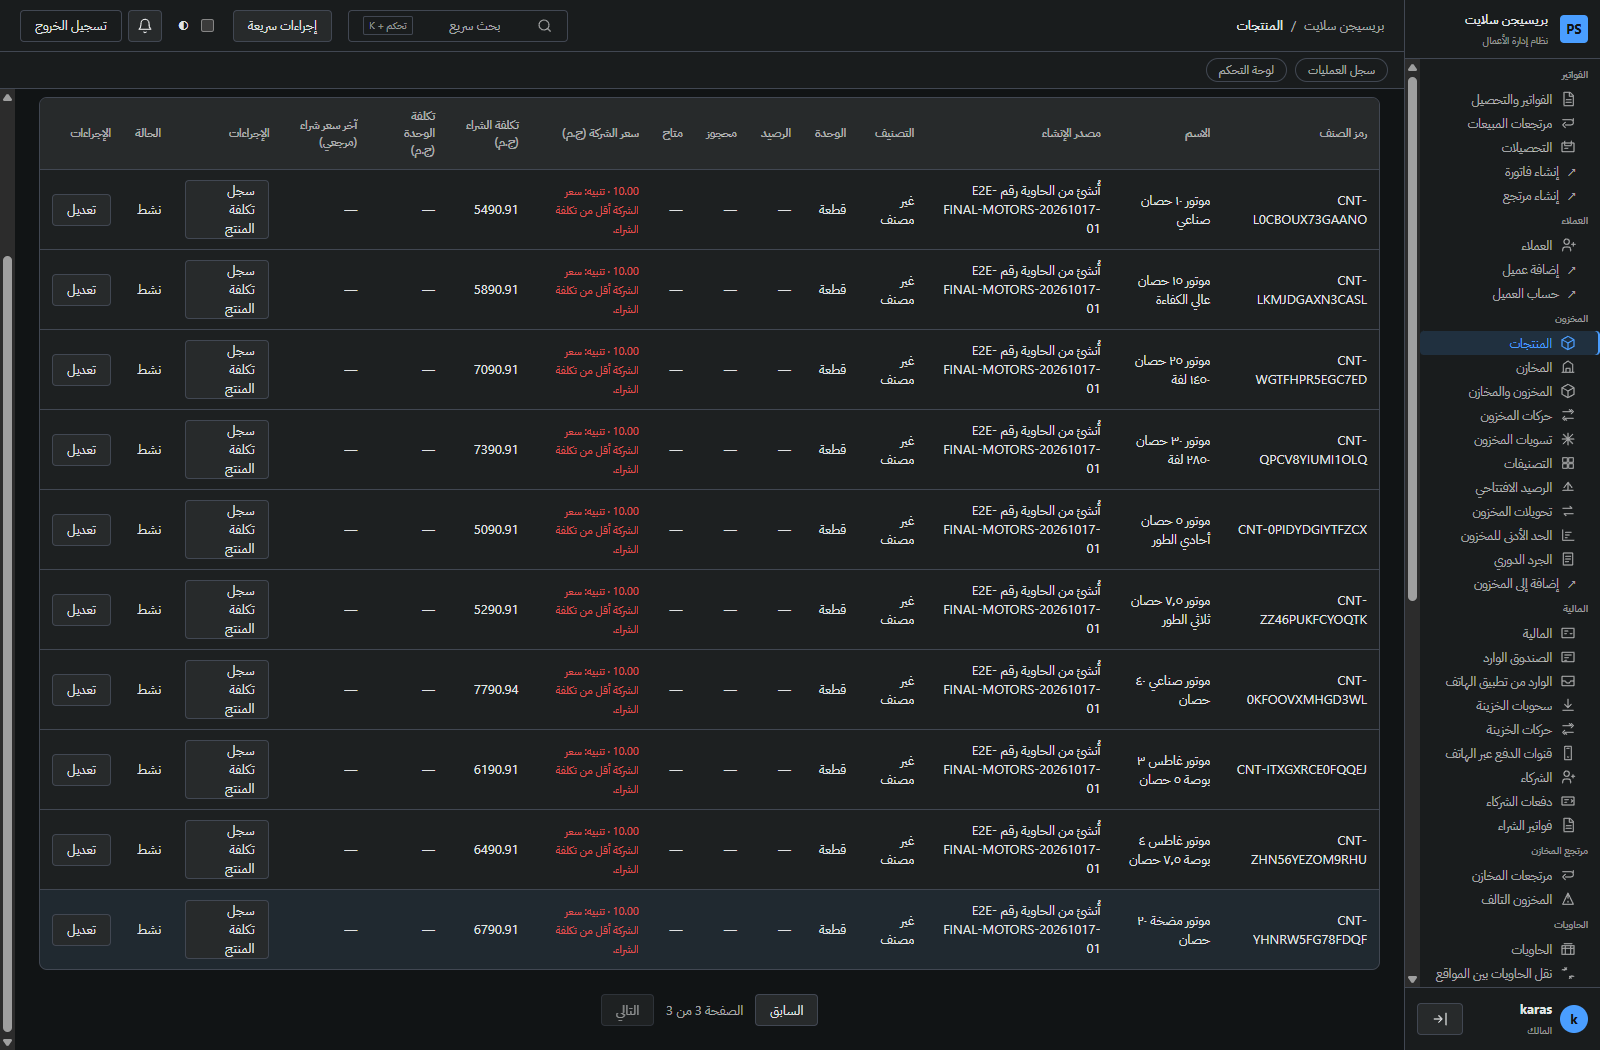 PS
بريسيجن سلايت
نظام إدارة الأعمال
بريسيجن سلايت / المنتجات
بحث سريع
تحكم + K
إجراءات سريعة
تسجيل الخروج
سجل العمليات
لوحة التحكم
الفواتير
الفواتير والتحصيل
مرتجعات المبيعات
التحصيلات
إنشاء فاتورة
إنشاء مرتجع
العملاء
العملاء
إضافة عميل
حساب العميل
المخزون
المنتجات
المخازن
المخزون والمخازن
حركات المخزون
تسويات المخزون
التصنيفات
الرصيد الافتتاحي
تحويلات المخزون
الحد الأدنى للمخزون
الجرد الدوري
إضافة إلى المخزون
المالية
المالية
الصندوق الوارد
الوارد من تطبيق الهاتف
سحوبات الخزينة
حركات الخزينة
قنوات الدفع عبر الهاتف
الشركاء
دفعات الشركاء
فواتير الشراء
مرتجع المخازن
مرتجعات المخازن
المخزون التالف
الحاويات
الحاويات
نقل الحاويات بين المواقع
karas
المالك
k
رمز الصنف
الاسم
مصدر الإنشاء
التصنيف
الوحدة
الرصيد
محجوز
متاح
سعر الشركة (ج.م)
تكلفة الشراء
(ج.م)
تكلفة
الوحدة
(ج.م)
آخر سعر شراء
(مرجعي)
الإجراءات
الحالة
الإجراءات
CNT-
L0CBOUX73GAANO
موتور ١٠ حصان
صناعي
أُنشئ من الحاوية رقم E2E-
FINAL-MOTORS-20261017-
01
غير
مصنف
قطعة
—
—
—
10.00 · تنبيه: سعر
الشركة أقل من تكلفة
الشراء.
5490.91
—
—
سجل
تكلفة
المنتج
نشط
تعديل
CNT-
LKMJDGAXN3CASL
موتور ١٥ حصان
عالي الكفاءة
أُنشئ من الحاوية رقم E2E-
FINAL-MOTORS-20261017-
01
غير
مصنف
قطعة
—
—
—
10.00 · تنبيه: سعر
الشركة أقل من تكلفة
الشراء.
5890.91
—
—
سجل
تكلفة
المنتج
نشط
تعديل
CNT-
WGTFHPR5EGC7ED
موتور ٢٥ حصان
١٤٥٠ لفة
أُنشئ من الحاوية رقم E2E-
FINAL-MOTORS-20261017-
01
غير
مصنف
قطعة
—
—
—
10.00 · تنبيه: سعر
الشركة أقل من تكلفة
الشراء.
7090.91
—
—
سجل
تكلفة
المنتج
نشط
تعديل
CNT-
QPCV8YIUMI1OLQ
موتور ٣٠ حصان
٢٨٥٠ لفة
أُنشئ من الحاوية رقم E2E-
FINAL-MOTORS-20261017-
01
غير
مصنف
قطعة
—
—
—
10.00 · تنبيه: سعر
الشركة أقل من تكلفة
الشراء.
7390.91
—
—
سجل
تكلفة
المنتج
نشط
تعديل
CNT-0PIDYDGIYTFZCX
موتور ٥ حصان
أحادي الطور
أُنشئ من الحاوية رقم E2E-
FINAL-MOTORS-20261017-
01
غير
مصنف
قطعة
—
—
—
10.00 · تنبيه: سعر
الشركة أقل من تكلفة
الشراء.
5090.91
—
—
سجل
تكلفة
المنتج
نشط
تعديل
CNT-
ZZ46PUKFCYOQTK
موتور ٧٫٥ حصان
ثلاثي الطور
أُنشئ من الحاوية رقم E2E-
FINAL-MOTORS-20261017-
01
غير
مصنف
قطعة
—
—
—
10.00 · تنبيه: سعر
الشركة أقل من تكلفة
الشراء.
5290.91
—
—
سجل
تكلفة
المنتج
نشط
تعديل
CNT-
0KFOOVXMHGD3WL
موتور صناعي ٤٠
حصان
أُنشئ من الحاوية رقم E2E-
FINAL-MOTORS-20261017-
01
غير
مصنف
قطعة
—
—
—
10.00 · تنبيه: سعر
الشركة أقل من تكلفة
الشراء.
7790.94
—
—
سجل
تكلفة
المنتج
نشط
تعديل
CNT-ITXGXRCE0FQQEJ
موتور غاطس ٣
بوصة ٥ حصان
أُنشئ من الحاوية رقم E2E-
FINAL-MOTORS-20261017-
01
غير
مصنف
قطعة
—
—
—
10.00 · تنبيه: سعر
الشركة أقل من تكلفة
الشراء.
6190.91
—
—
سجل
تكلفة
المنتج
نشط
تعديل
CNT-
ZHN56YEZOM9RHU
موتور غاطس ٤
بوصة ٧٫٥ حصان
أُنشئ من الحاوية رقم E2E-
FINAL-MOTORS-20261017-
01
غير
مصنف
قطعة
—
—
—
10.00 · تنبيه: سعر
الشركة أقل من تكلفة
الشراء.
6490.91
—
—
سجل
تكلفة
المنتج
نشط
تعديل
CNT-
YHNRW5FG78FDQF
موتور مضخة ٢٠
حصان
أُنشئ من الحاوية رقم E2E-
FINAL-MOTORS-20261017-
01
غير
مصنف
قطعة
—
—
—
10.00 · تنبيه: سعر
الشركة أقل من تكلفة
الشراء.
6790.91
—
—
سجل
تكلفة
المنتج
نشط
تعديل
السابق
الصفحة 3 من 3
التالي